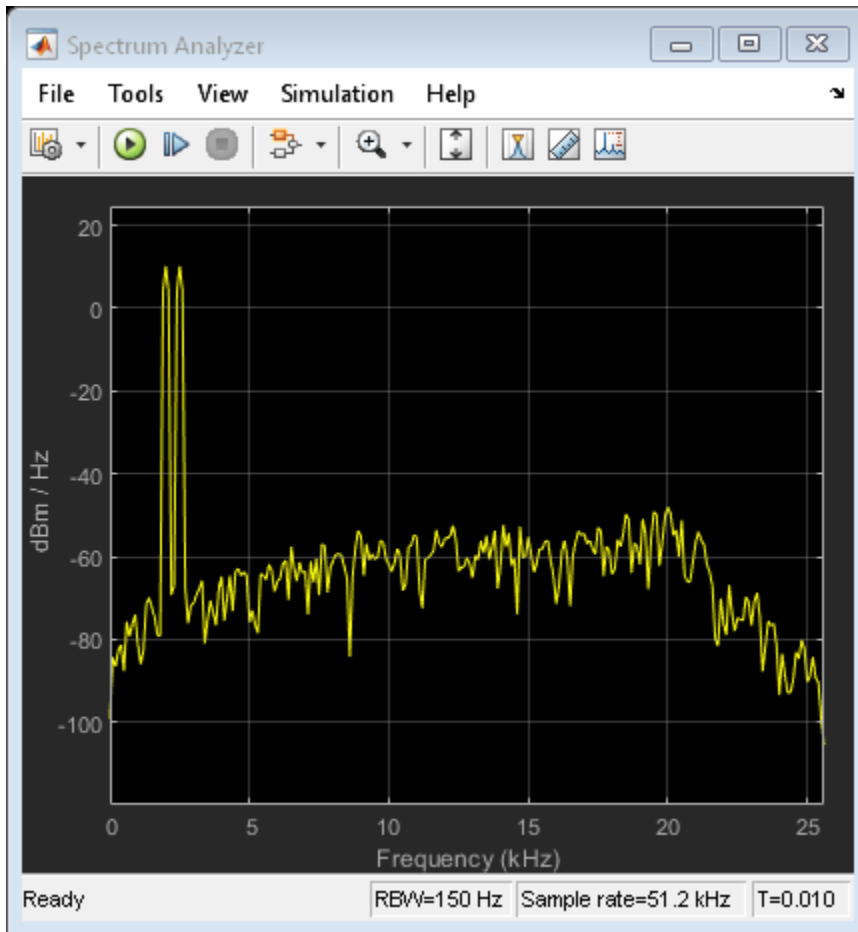 Spectrum Analyzer
File Tools View Simulation Help
20
0
-20
-40
-60
-80
-100
dBm / Hz
0 5 10 15 20 25
Frequency (kHz)
Ready RBW=150 Hz Sample rate=51.2 kHz T=0.010